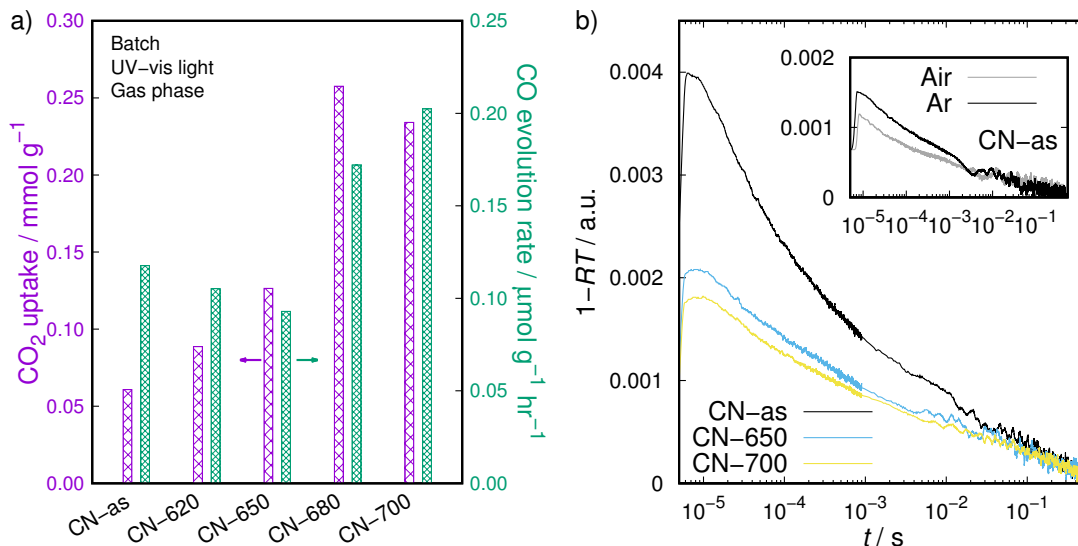 a)
Batch
UV−vis light
Gas phase
CO₂ uptake / mmol g⁻¹
0.30
0.25
0.20
0.15
0.10
0.05
0.00
CO evolution rate / μmol g⁻¹ hr⁻¹
0.25
0.20
0.25
0.10
0.05
0.00
CN−as
CN−620
CN−650
CN−680
CN−700
b)
1−RT / a.u.
0.004
0.003
0.002
0.001
0
10⁻⁵
10⁻⁴
10⁻³
10⁻²
10⁻¹
t / s
CN−as
CN−650
CN−700
0.002
0.001
0
Air
Ar
CN−as
10⁻⁵
10⁻⁴
10⁻³
10⁻²
10⁻¹